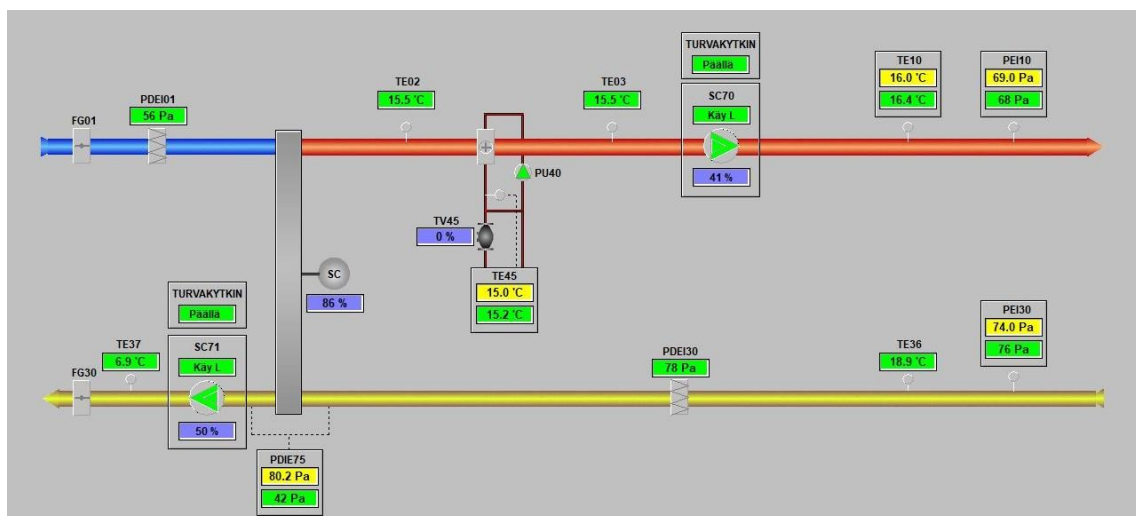 TURVAKYTKIN
Päällä
TE10
16.0 °C
16.4 °C
PEI10
69.0 Pa
68 Pa
TE02
15.5 °C
TE03
15.5 °C
SC70
Käy L
41 %
PDEI01
56 Pa
FG01
PU40
TV45
0 %
SC
86 %
TE45
15.0 °C
15.2 °C
TURVAKYTKIN
Päällä
PEI30
74.0 Pa
76 Pa
TE37
6.9 °C
SC71
Käy L
50 %
PDEI30
78 Pa
TE36
18.9 °C
FG30
PDIE75
80.2 Pa
42 Pa